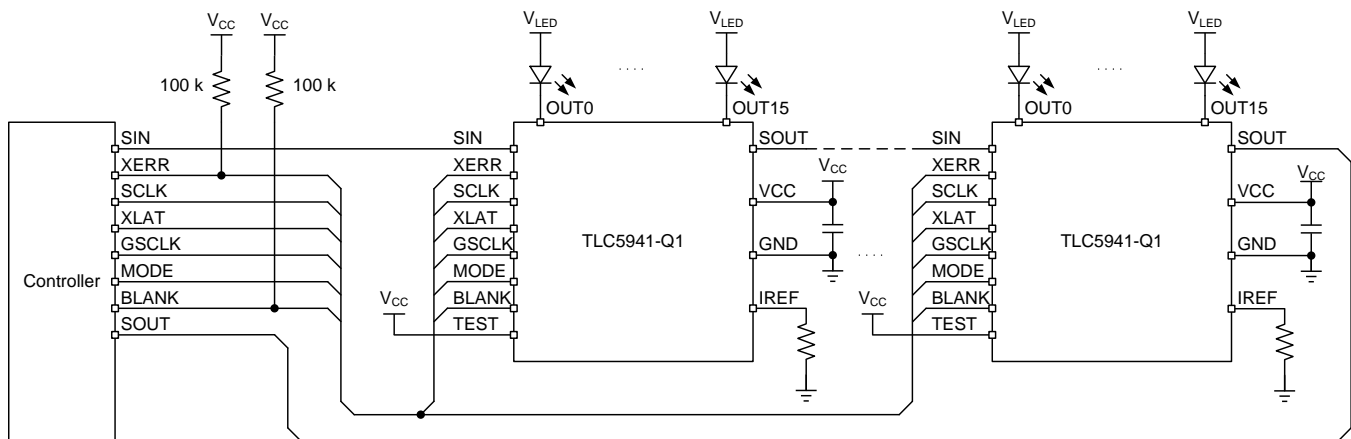 VCC
VCC
100 k
100 k
VLED
VLED
VLED
VLED
OUT0
OUT15
OUT0
OUT15
Controller
SIN
XERR
SCLK
XLAT
GSCLK
MODE
BLANK
SOUT
SIN
XERR
SCLK
XLAT
GSCLK
MODE
BLANK
TEST
VCC
TLC5941-Q1
SOUT
VCC
VCC
GND
IREF
SIN
XERR
SCLK
XLAT
GSCLK
MODE
BLANK
TEST
VCC
TLC5941-Q1
SOUT
VCC
VCC
GND
IREF